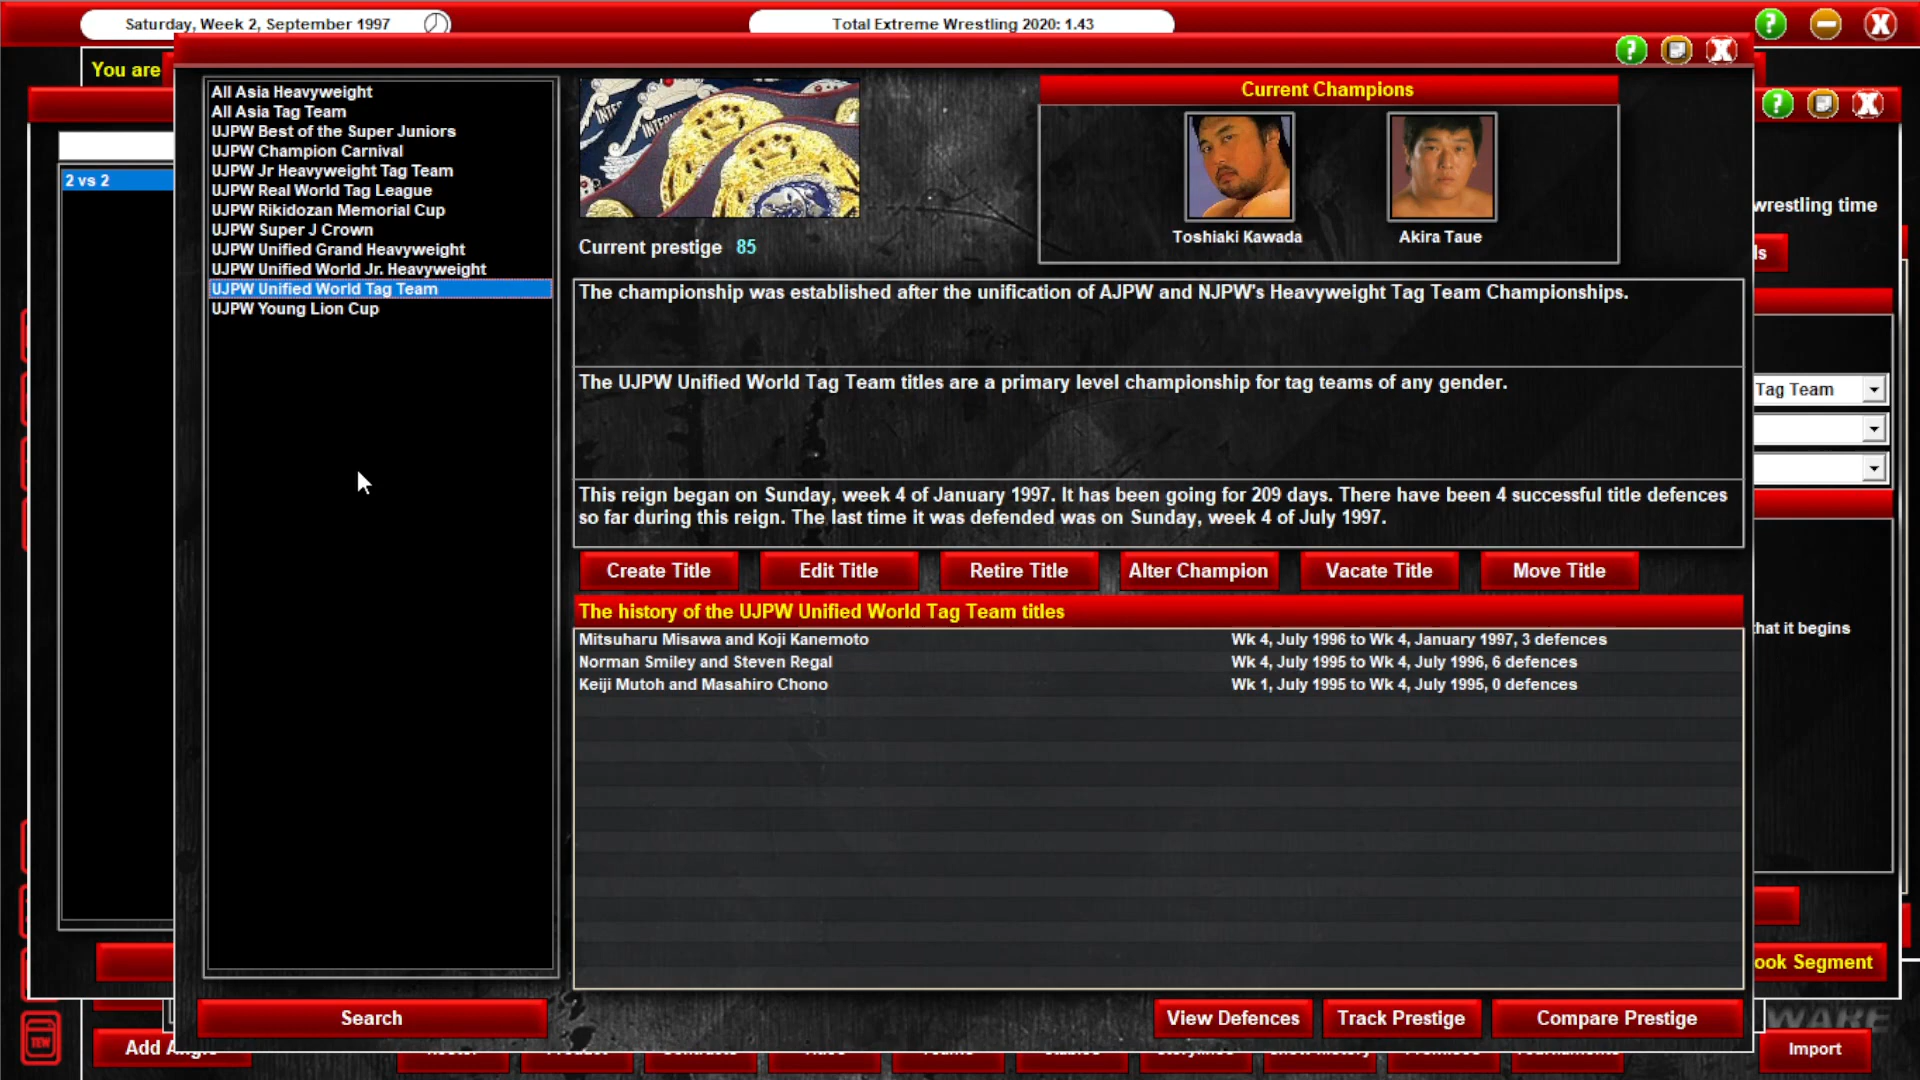 Saturday, Week 2, September 1997
Total Extreme Wrestling 2020: 1.43
You are
All Asia Heavyweight
All Asia Tag Team
UJPW Best of the Super Juniors
UJPW Champion Carnival
UJPW Jr Heavyweight Tag Team
UJPW Real World Tag League
UJPW Rikidozan Memorial Cup
UJPW Super J Crown
UJPW Unified Grand Heavyweight
UJPW Unified World Jr. Heavyweight
UJPW Unified World Tag Team
UJPW Young Lion Cup
2 vs 2
Current prestige 85
Current Champions
Toshiaki Kawada
Akira Taue
The championship was established after the unification of AJPW and NJPW's Heavyweight Tag Team Championships.
The UJPW Unified World Tag Team titles are a primary level championship for tag teams of any gender.
This reign began on Sunday, week 4 of January 1997. It has been going for 209 days. There have been 4 successful title defences
so far during this reign. The last time it was defended was on Sunday, week 4 of July 1997.
Create Title
Edit Title
Retire Title
Alter Champion
Vacate Title
Move Title
The history of the UJPW Unified World Tag Team titles
Mitsuharu Misawa and Koji Kanemoto Wk 4, July 1996 to Wk 4, January 1997, 3 defences
Norman Smiley and Steven Regal Wk 4, July 1995 to Wk 4, July 1996, 6 defences
Keiji Mutoh and Masahiro Chono Wk 1, July 1995 to Wk 4, July 1995, 0 defences
wrestling time
ls
Tag Team
that it begins
ook Segment
Search
View Defences
Track Prestige
Compare Prestige
TEW
Add
WARE
Import